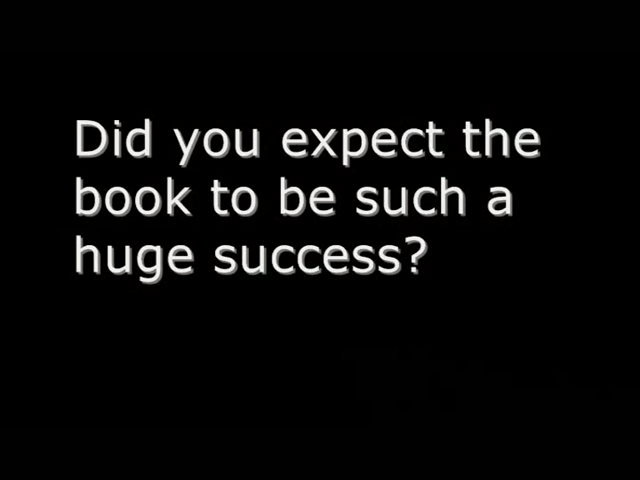 Did you expect the
book to be such a
huge success?